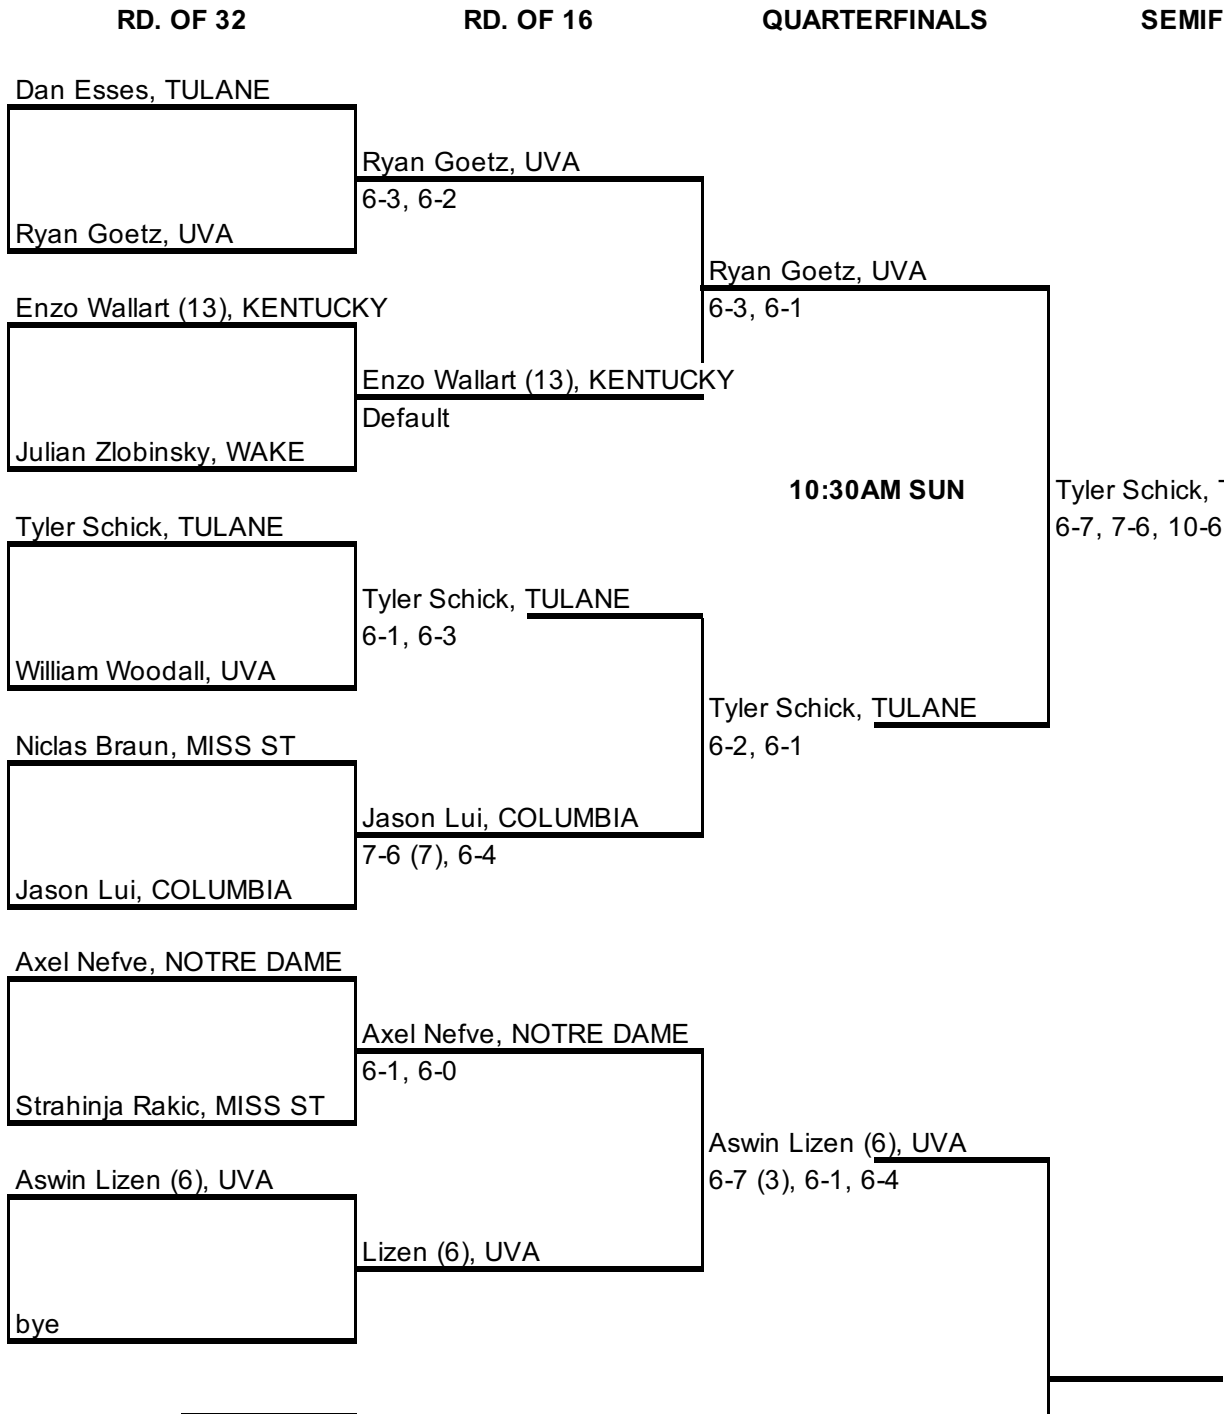 RD. OF 32 RD. OF 16 QUARTERFINALS SEMIF
Dan Esses, TULANE
Ryan Goetz, UVA
6-3, 6-2
Ryan Goetz, UVA
Ryan Goetz, UVA
6-3, 6-1
Enzo Wallart (13), KENTUCKY
Enzo Wallart (13), KENTUCKY
Default
Julian Zlobinsky, WAKE
10:30AM SUN
Tyler Schick, T
6-7, 7-6, 10-6
Tyler Schick, TULANE
Tyler Schick, TULANE
6-1, 6-3
William Woodall, UVA
Tyler Schick, TULANE
6-2, 6-1
Niclas Braun, MISS ST
Jason Lui, COLUMBIA
7-6 (7), 6-4
Jason Lui, COLUMBIA
Axel Nefve, NOTRE DAME
Axel Nefve, NOTRE DAME
6-1, 6-0
Strahinja Rakic, MISS ST
Aswin Lizen (6), UVA
6-7 (3), 6-1, 6-4
Aswin Lizen (6), UVA
Lizen (6), UVA
bye